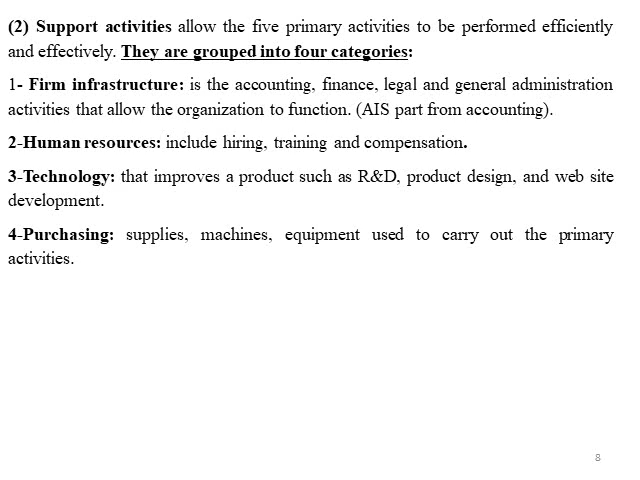 (2) Support activities allow the five primary activities to be performed efficiently
and effectively. They are grouped into four categories:
1- Firm infrastructure: is the accounting, finance, legal and general administration
activities that allow the organization to function. (AIS part from accounting).
2-Human resources: include hiring, training and compensation.
3-Technology: that improves a product such as R&D, product design, and web site
development.
4-Purchasing: supplies, machines, equipment used to carry out the primary
activities.
8